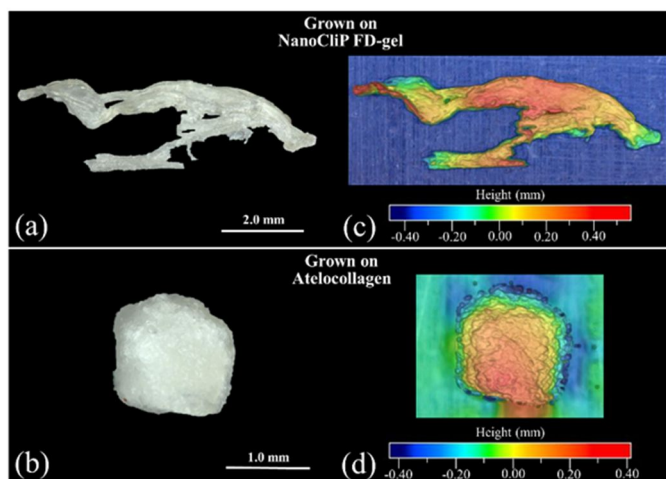 Grown on
NanoCliP FD-gel
(a)
2.0 mm
(c)
Height (mm)
-0.40 -0.20 0.00 0.20 0.40
Grown on
Atelocollagen
(b)
1.0 mm
(d)
Height (mm)
-0.40 -0.20 0.00 0.20 0.40